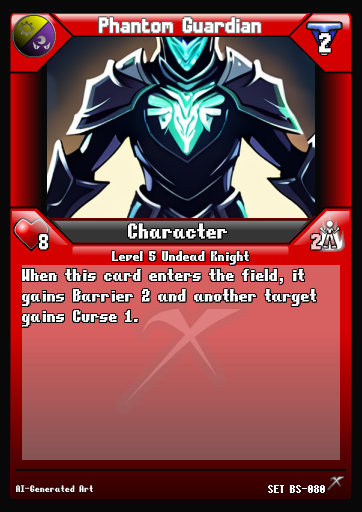 Phantom Guardian
2
Character
8
2
Level 5 Undead Knight
When this card enters the field, it
gains Barrier 2 and another target
gains Curse 1.
AI-Generated Art
SET BS-080